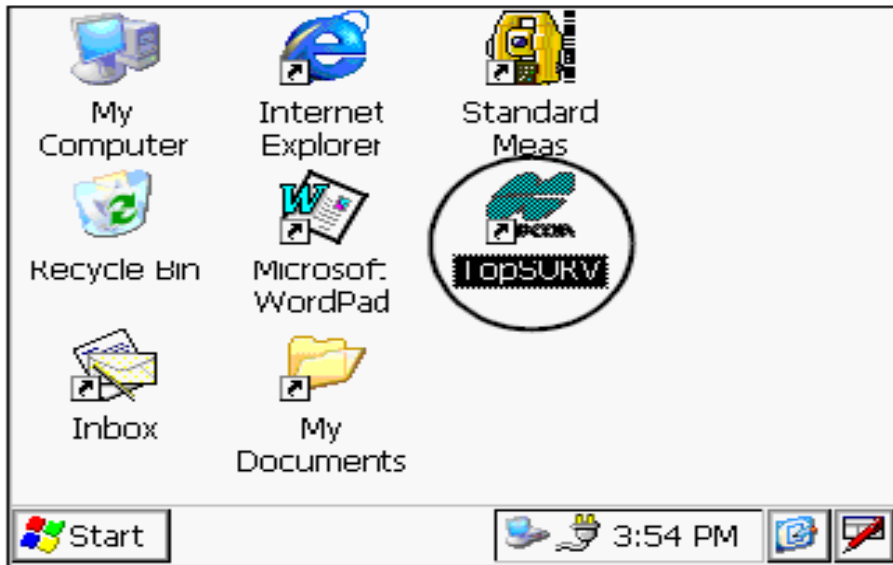 My
Computer
Internet
Explorer
Standard
Meas
Recycle Bin
Microsoft
WordPad
TopSURV
Inbox
My
Documents
Start
3:54 PM